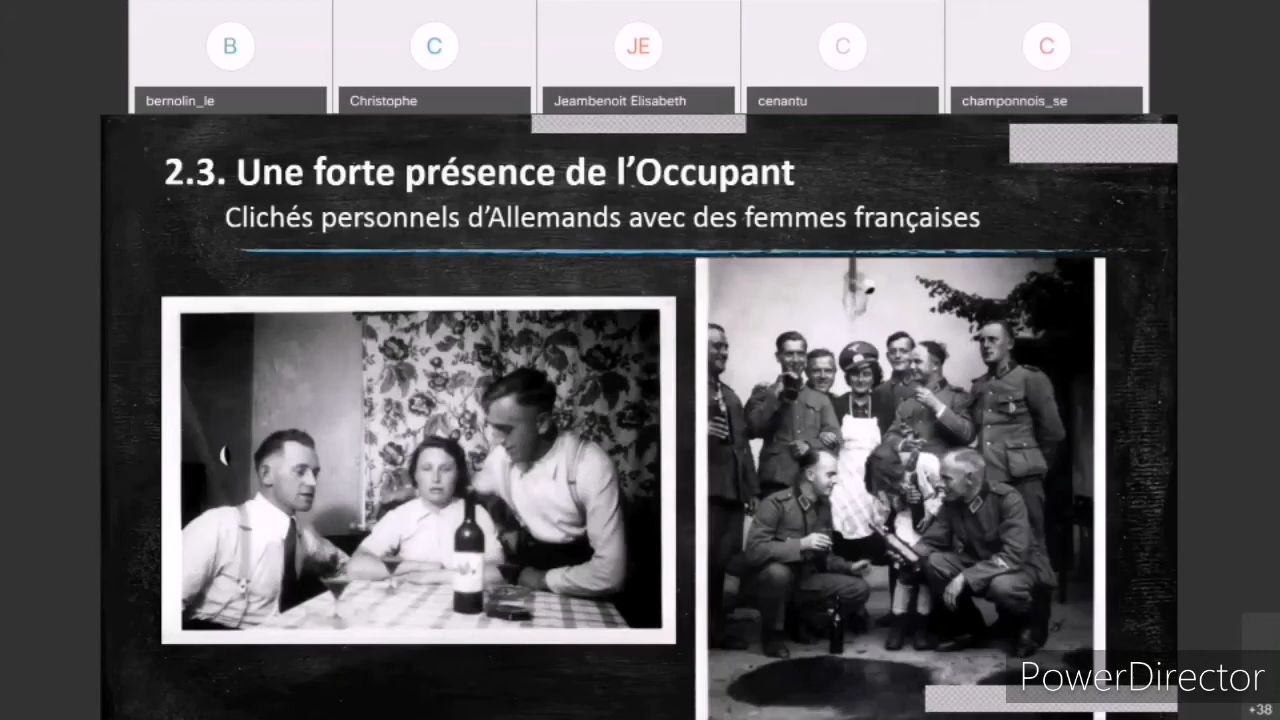 B
C
JE
C
C
bernolin_le
Christophe
Jeambenoit Elisabeth
cenantu
champonnois_se
2.3. Une forte présence de l'Occupant
Clichés personnels d'Allemands avec des femmes françaises
PowerDirector
+38